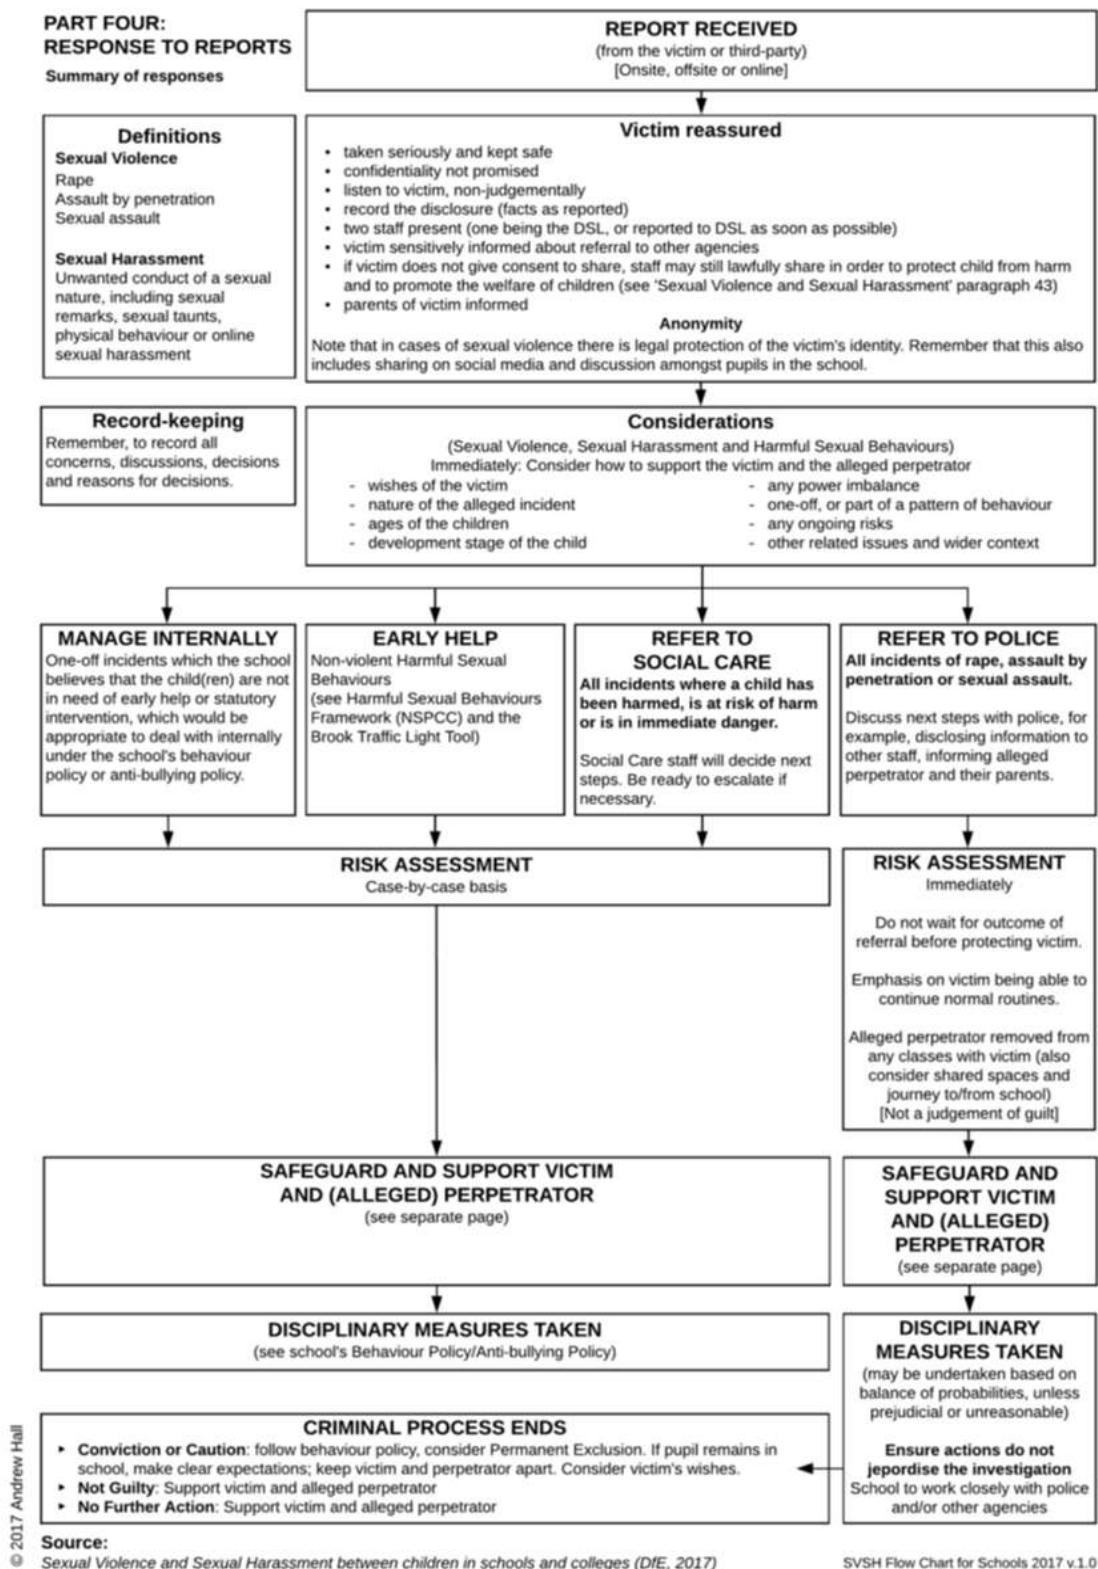 PART FOUR:
RESPONSE TO REPORTS
Summary of responses
REPORT RECEIVED
(from the victim or third-party)
[Onsite, offsite or online]
Definitions
Sexual Violence
Rape
Assault by penetration
Sexual assault
Sexual Harassment
Unwanted conduct of a sexual
nature, including sexual
remarks, sexual taunts,
physical behaviour or online
sexual harassment
Victim reassured
• taken seriously and kept safe
• confidentiality not promised
• listen to victim, non-judgementally
• record the disclosure (facts as reported)
• two staff present (one being the DSL, or reported to DSL as soon as possible)
• victim sensitively informed about referral to other agencies
• if victim does not give consent to share, staff may still lawfully share in order to protect child from harm
and to promote the welfare of children (see 'Sexual Violence and Sexual Harassment' paragraph 43)
• parents of victim informed
Anonymity
Note that in cases of sexual violence there is legal protection of the victim's identity. Remember that this also
includes sharing on social media and discussion amongst pupils in the school.
Record-keeping
Remember, to record all
concerns, discussions, decisions
and reasons for decisions.
Considerations
(Sexual Violence, Sexual Harassment and Harmful Sexual Behaviours)
Immediately: Consider how to support the victim and the alleged perpetrator
- wishes of the victim
- nature of the alleged incident
- ages of the children
- development stage of the child
- any power imbalance
- one-off, or part of a pattern of behaviour
- any ongoing risks
- other related issues and wider context
MANAGE INTERNALLY
One-off incidents which the school
believes that the child(ren) are not
in need of early help or statutory
intervention, which would be
appropriate to deal with internally
under the school's behaviour
policy or anti-bullying policy.
EARLY HELP
Non-violent Harmful Sexual
Behaviours
(see Harmful Sexual Behaviours
Framework (NSPCC) and the
Brook Traffic Light Tool)
REFER TO
SOCIAL CARE
All incidents where a child has
been harmed, is at risk of harm
or is in immediate danger.
Social Care staff will decide next
steps. Be ready to escalate if
necessary.
REFER TO POLICE
All incidents of rape, assault by
penetration or sexual assault.
Discuss next steps with police, for
example, disclosing information to
other staff, informing alleged
perpetrator and their parents.
RISK ASSESSMENT
Case-by-case basis
RISK ASSESSMENT
Immediately
Do not wait for outcome of
referral before protecting victim.
Emphasis on victim being able to
continue normal routines.
Alleged perpetrator removed from
any classes with victim (also
consider shared spaces and
journey to/from school)
[Not a judgement of guilt]
SAFEGUARD AND SUPPORT VICTIM
AND (ALLEGED) PERPETRATOR
(see separate page)
SAFEGUARD AND
SUPPORT VICTIM
AND (ALLEGED)
PERPETRATOR
(see separate page)
DISCIPLINARY MEASURES TAKEN
(see school's Behaviour Policy/Anti-bullying Policy)
DISCIPLINARY
MEASURES TAKEN
(may be undertaken based on
balance of probabilities, unless
prejudicial or unreasonable)
Ensure actions do not
jepordise the investigation
School to work closely with police
and/or other agencies
CRIMINAL PROCESS ENDS
▸ Conviction or Caution: follow behaviour policy, consider Permanent Exclusion. If pupil remains in
school, make clear expectations; keep victim and perpetrator apart. Consider victim's wishes.
▸ Not Guilty: Support victim and alleged perpetrator
▸ No Further Action: Support victim and alleged perpetrator
© 2017 Andrew Hall
Source:
Sexual Violence and Sexual Harassment between children in schools and colleges (DfE, 2017)
SVSH Flow Chart for Schools 2017 v.1.0